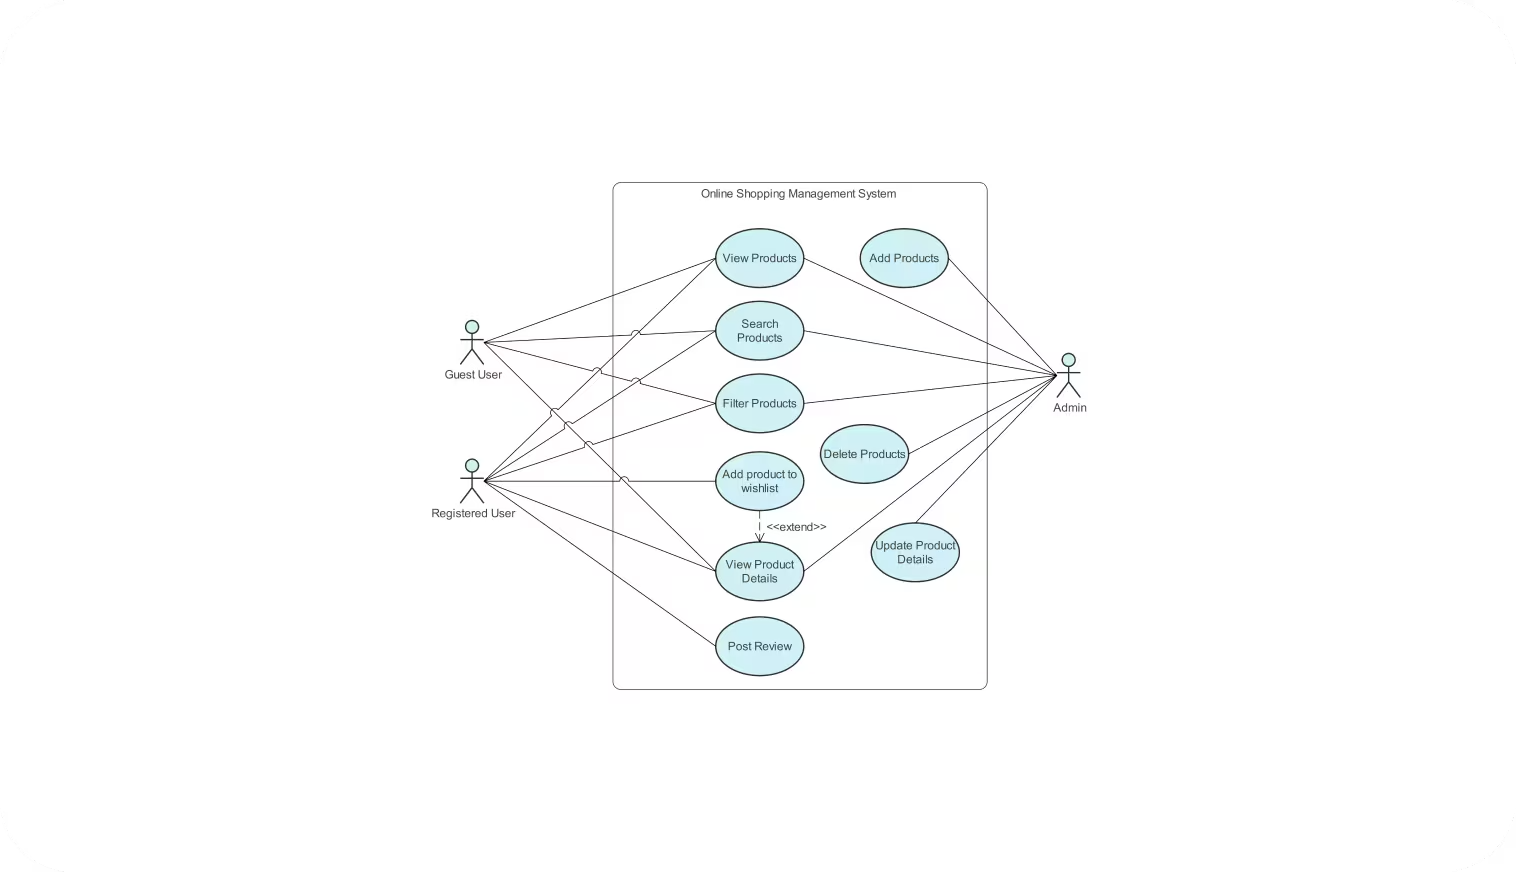 Online Shopping Management System
View Products
Add Products
Search
Products
Guest User
Filter Products
Admin
Delete Products
Add product to
wishlist
Registered User
<<extend>>
Update Product
Details
View Product
Details
Post Review